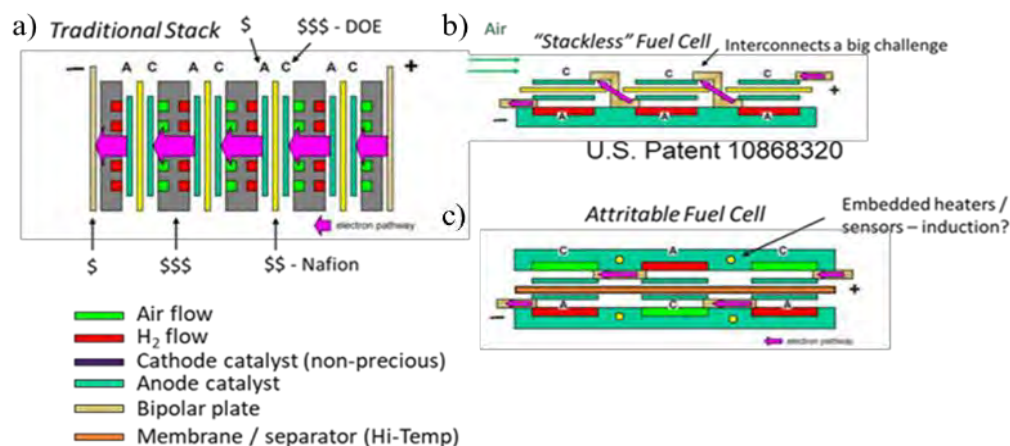 a)
Traditional Stack
$
$$$ - DOE
− A C A C A C A C +
electron pathway
$
$$$
$$ - Nafion
Air flow
H₂ flow
Cathode catalyst (non-precious)
Anode catalyst
Bipolar plate
Membrane / separator (Hi-Temp)
b)
Air
“Stackless” Fuel Cell
Interconnects a big challenge
C C C
+
−
A A A
U.S. Patent 10868320
c)
Attritable Fuel Cell
Embedded heaters /
sensors – induction?
C A C
+
−
A C A
electron pathway